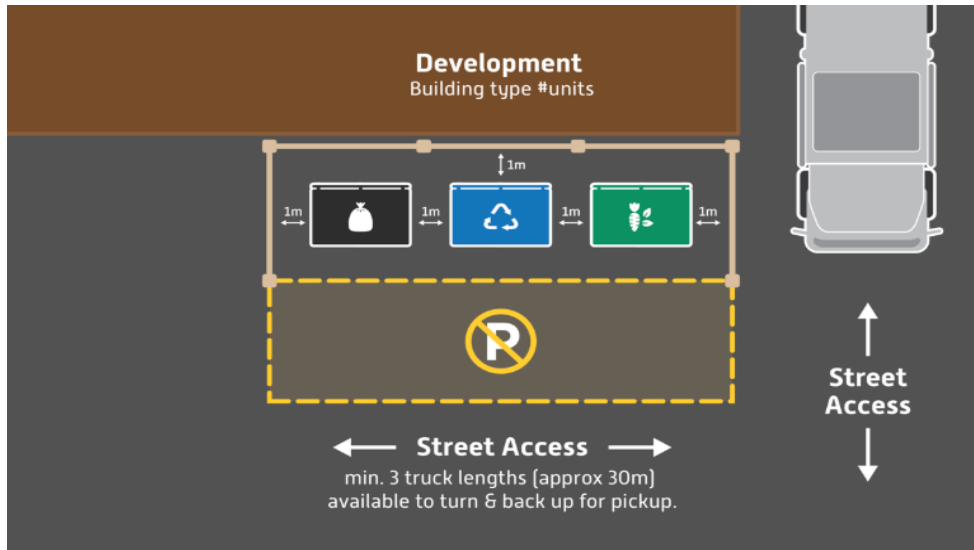 Development
Building type #units
1m
1m
1m
1m
1m
P
Street
Access
Street Access
min. 3 truck lengths (approx 30m)
available to turn & back up for pickup.